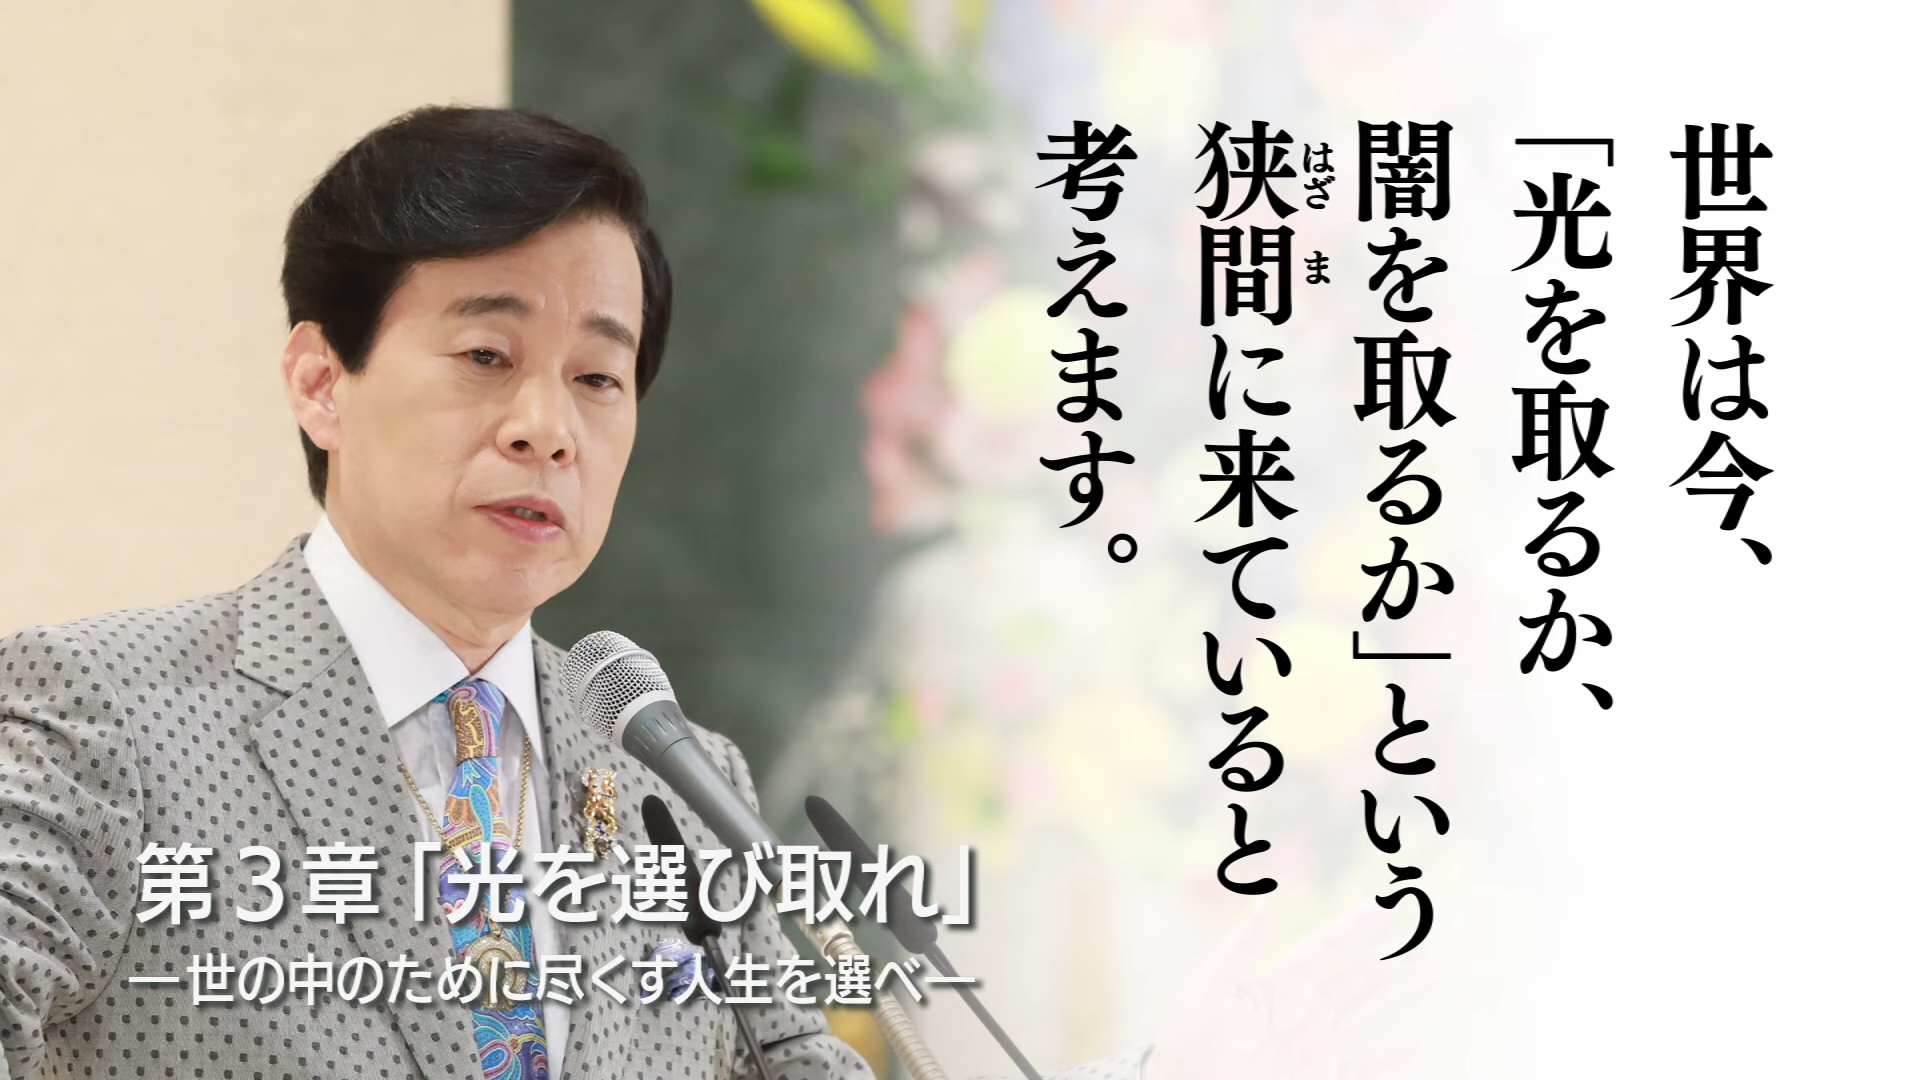 世界は今、
「光を取るか、
闇を取るか」という
狭間に来ていると
はざま
考えます。
第3章「光を選び取れ」
―世の中のために尽くす人生を選べ―